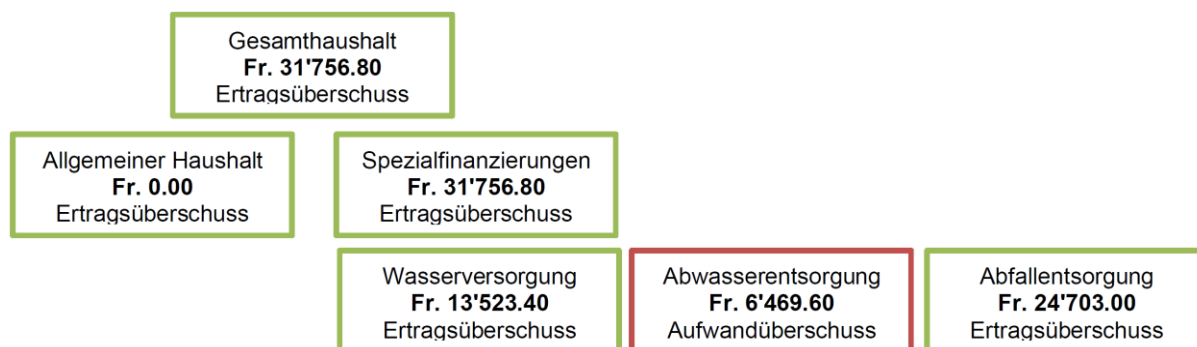 Gesamthaushalt
Fr. 31'756.80
Ertragsüberschuss
Allgemeiner Haushalt
Fr. 0.00
Ertragsüberschuss
Spezialfinanzierungen
Fr. 31'756.80
Ertragsüberschuss
Wasserversorgung
Fr. 13'523.40
Ertragsüberschuss
Abwasserentsorgung
Fr. 6'469.60
Aufwandüberschuss
Abfallentsorgung
Fr. 24'703.00
Ertragsüberschuss